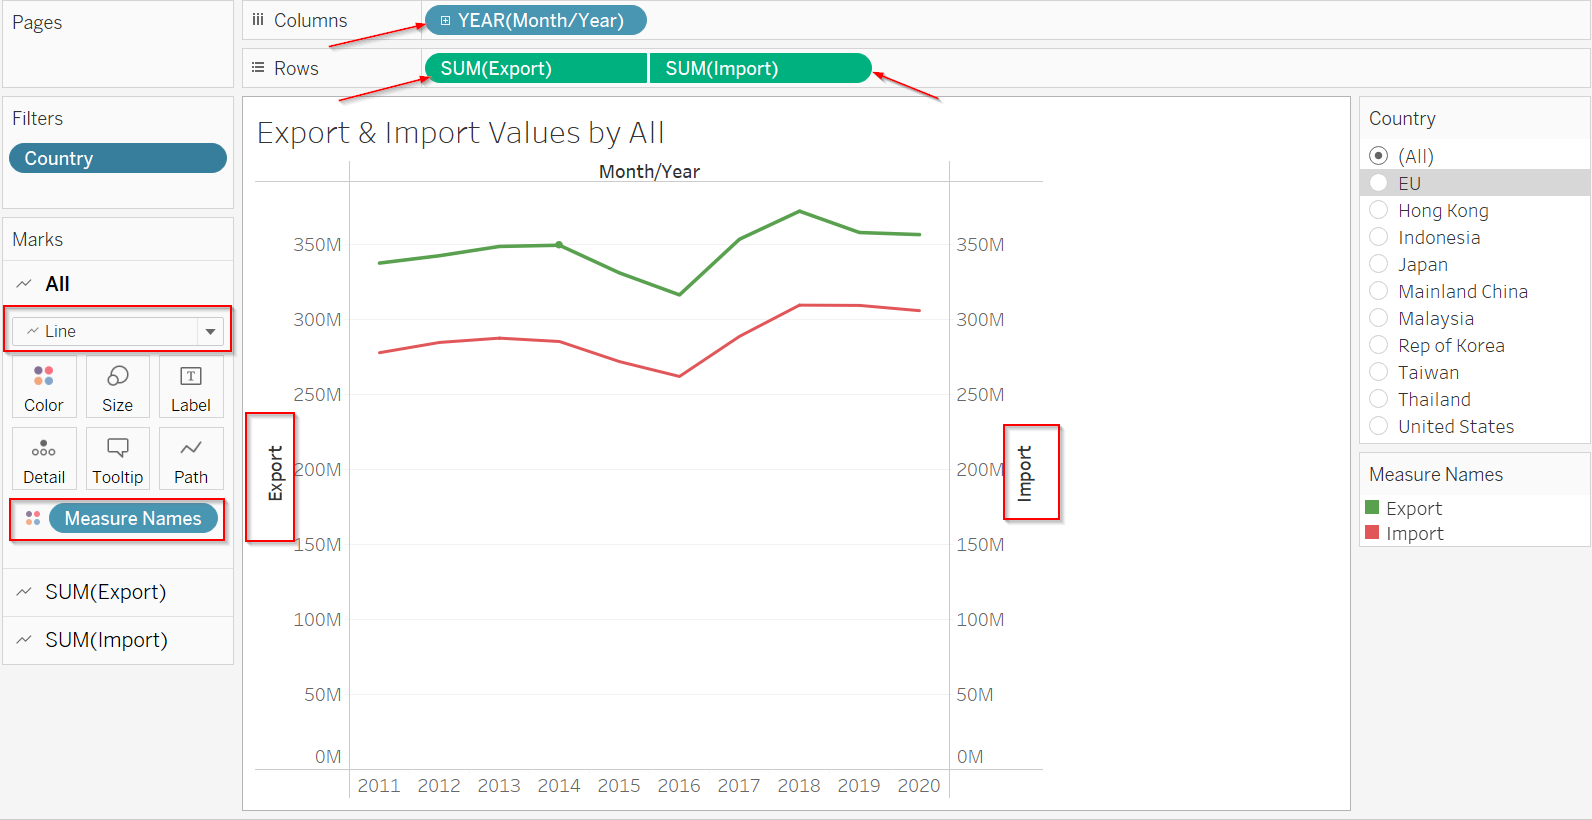 Pages
Columns
YEAR(Month/Year)
Rows
SUM(Export)
SUM(Import)
Filters
Country
Marks
All
Line
Color
Size
Label
Detail
Tooltip
Path
Measure Names
SUM(Export)
SUM(Import)
Export & Import Values by All
Month/Year
350M
300M
250M
200M
150M
100M
50M
0M
Export
350M
300M
250M
200M
150M
100M
50M
0M
Import
2011 2012 2013 2014 2015 2016 2017 2018 2019 2020
Country
(All)
EU
Hong Kong
Indonesia
Japan
Mainland China
Malaysia
Rep of Korea
Taiwan
Thailand
United States
Measure Names
Export
Import